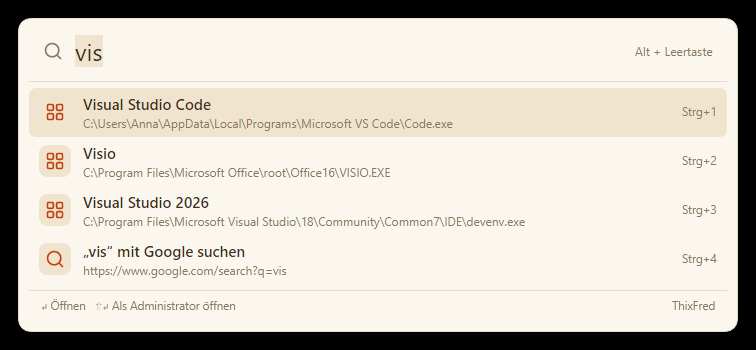 vis
Alt + Leertaste
Visual Studio Code
C:\Users\Anna\AppData\Local\Programs\Microsoft VS Code\Code.exe
Strg+1
Visio
C:\Program Files\Microsoft Office\root\Office16\VISIO.EXE
Strg+2
Visual Studio 2026
C:\Program Files\Microsoft Visual Studio\18\Community\Common7\IDE\devenv.exe
Strg+3
„vis“ mit Google suchen
https://www.google.com/search?q=vis
Strg+4
↲ Öffnen ⇧↲ Als Administrator öffnen
ThixFred